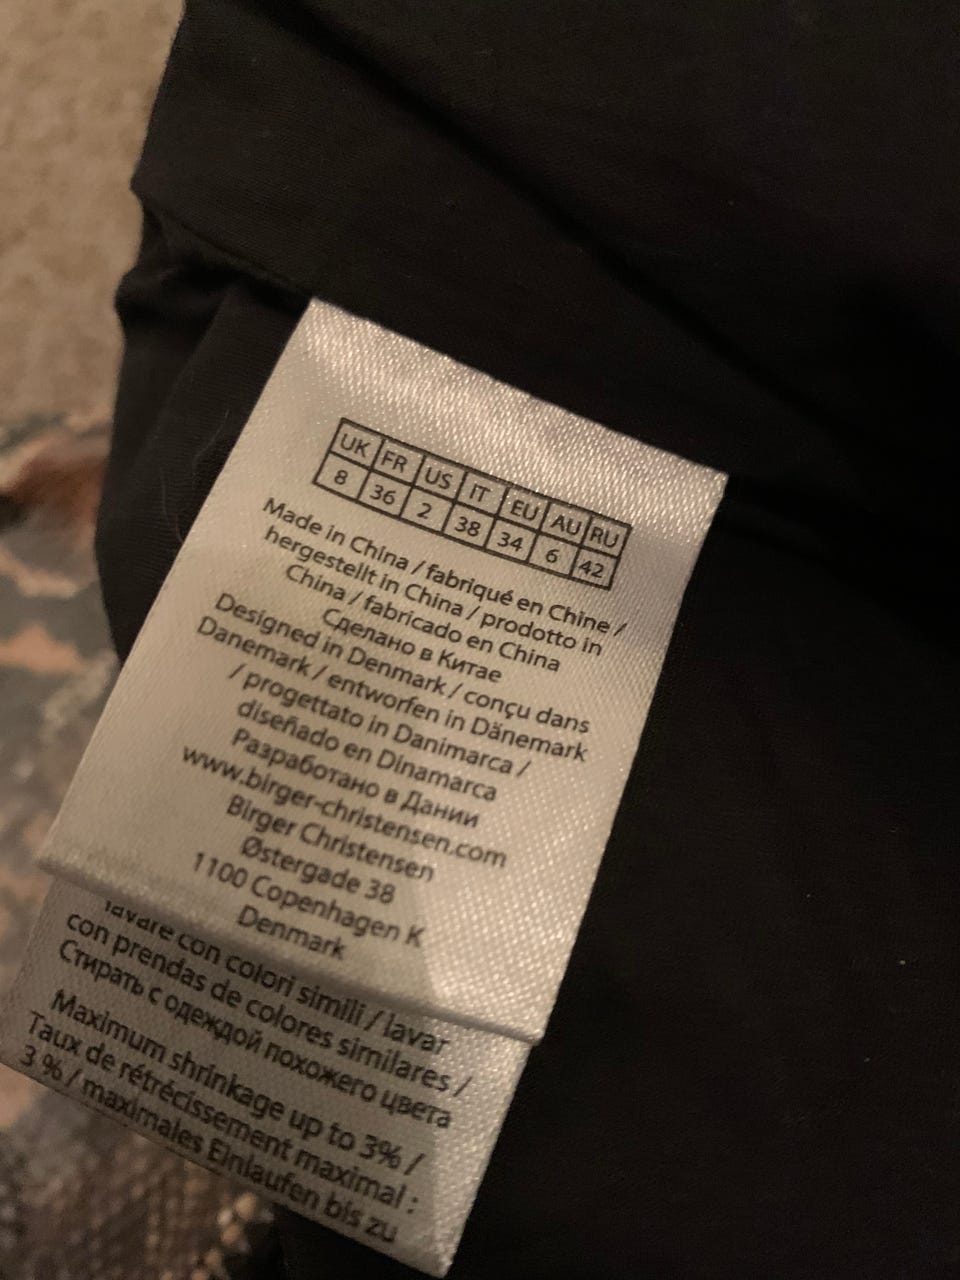 UK FR US IT EU AU RU
8 36 2 38 34 6 42
Made in China / fabriqué en Chine /
hergestellt in China / prodotto in
China / fabricado en China
Сделано в Китае
Designed in Denmark / conçu dans
Danemark / entworfen in Dänemark
/ progettato in Danimarca /
diseñado en Dinamarca
Разработано в Дании
www.birger-christensen.com
Birger Christensen
Østergade 38
1100 Copenhagen K
Denmark
lavare con colori simili / lavar
con prendas de colores similares /
Стирать с одеждой похожего цвета
Maximum shrinkage up to 3% /
Taux de rétrécissement maximal :
3 % / maximales Einlaufen bis zu